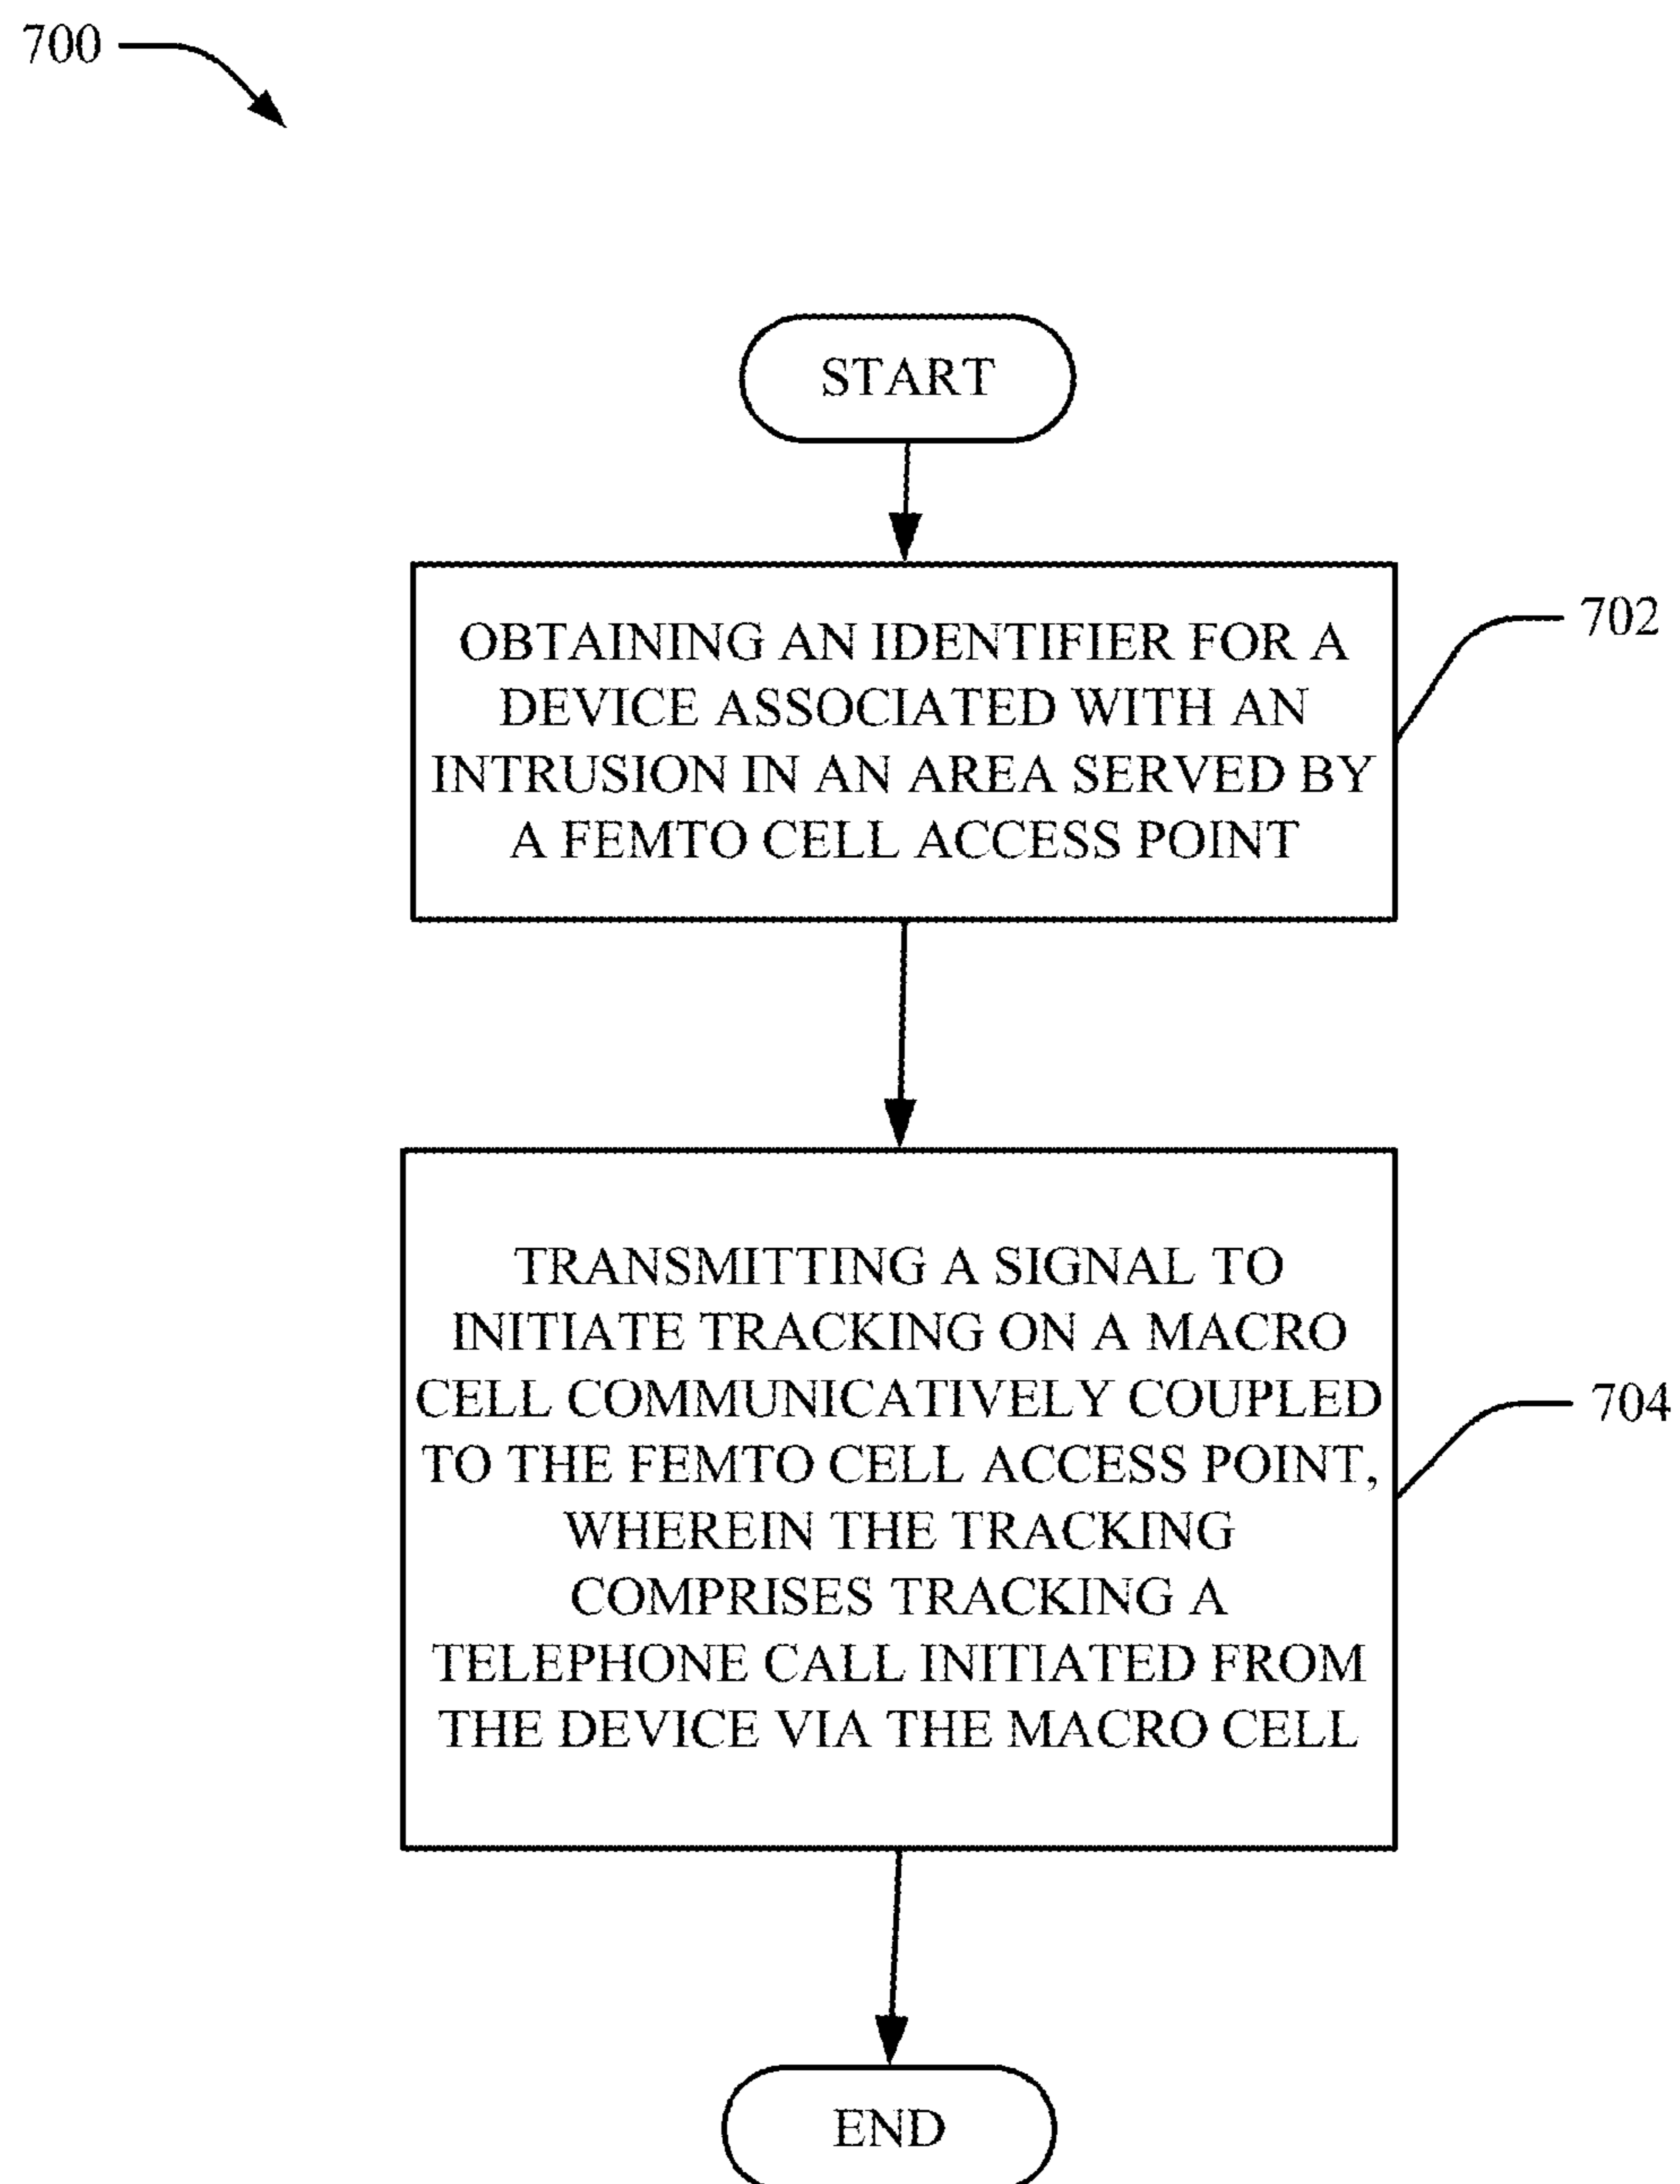 700
START
OBTAINING AN IDENTIFIER FOR A
DEVICE ASSOCIATED WITH AN
INTRUSION IN AN AREA SERVED BY
A FEMTO CELL ACCESS POINT
702
TRANSMITTING A SIGNAL TO
INITIATE TRACKING ON A MACRO
CELL COMMUNICATIVELY COUPLED
TO THE FEMTO CELL ACCESS POINT,
WHEREIN THE TRACKING
COMPRISES TRACKING A
TELEPHONE CALL INITIATED FROM
THE DEVICE VIA THE MACRO CELL
704
END